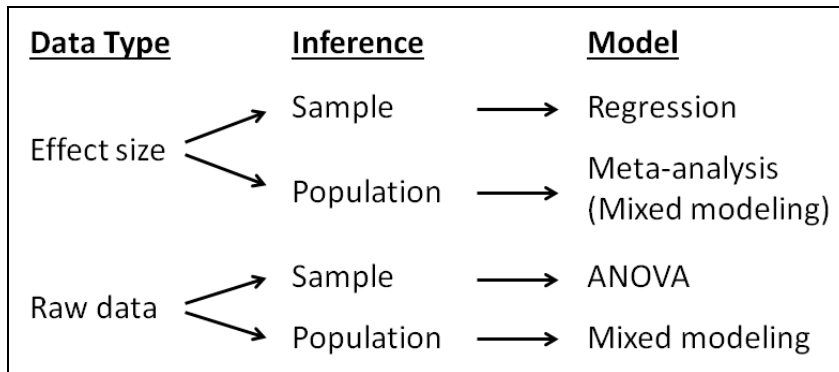 Data Type Inference Model
Sample Regression
Effect size
Population Meta-analysis
(Mixed modeling)
Sample ANOVA
Raw data
Population Mixed modeling